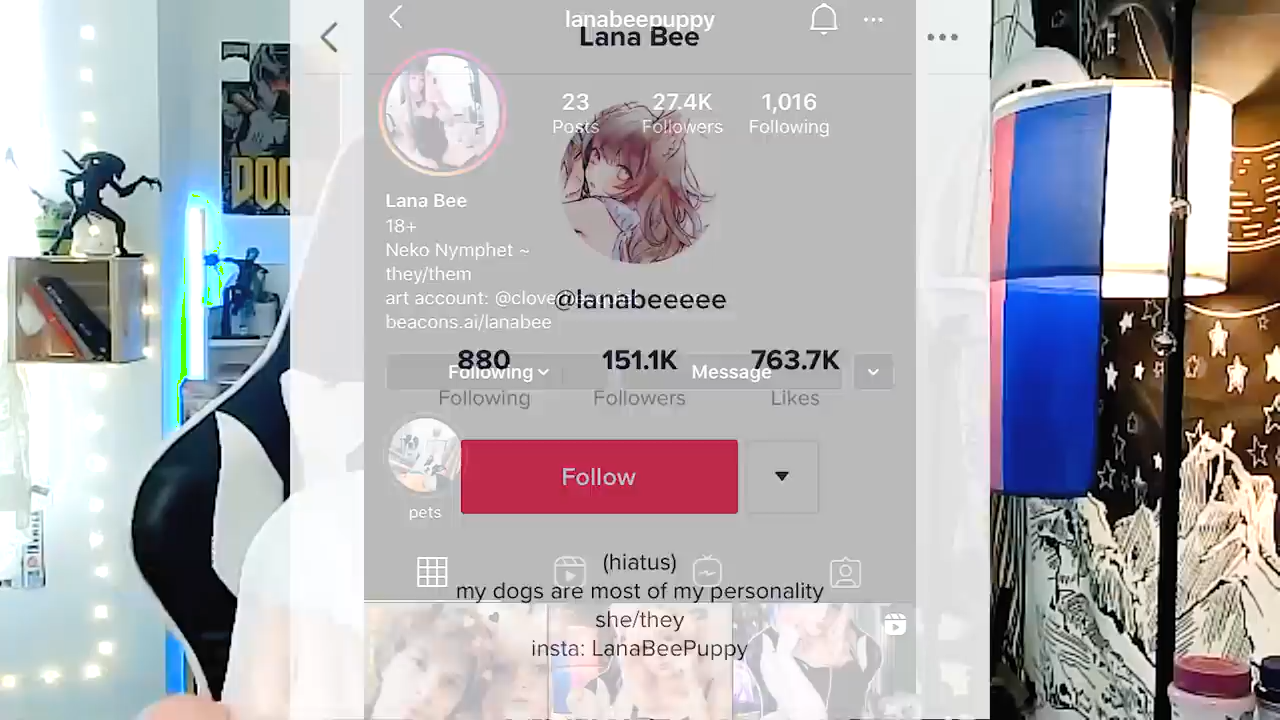 lanabeepuppy
Lana Bee
23
27.4K
1,016
Posts
Followers
Following
Lana Bee
18+
Neko Nymphet ~
they/them
art account: @clove
@lanabeeeee
beacons.ai/lanabee
880
151.1K
763.7K
Following
Message
Following
Followers
Likes
Follow
pets
(hiatus)
my dogs are most of my personality
she/they
insta: LanaBeePuppy
DOO